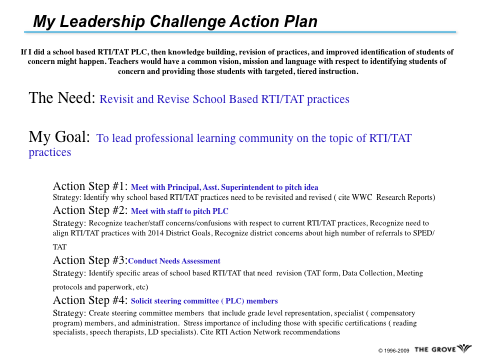 My Leadership Challenge Action Plan
If I did a school based RTI/TAT PLC, then knowledge building, revision of practices, and improved identification of students of
concern might happen. Teachers would have a common vision, mission and language with respect to identifying students of
concern and providing those students with targeted, tiered instruction.
The Need: Revisit and Revise School Based RTI/TAT practices
My Goal: To lead professional learning community on the topic of RTI/TAT
practices
Action Step #1: Meet with Principal, Asst. Superintendent to pitch idea
Strategy: Identify why school based RTI/TAT practices need to be revisited and revised ( cite WWC Research Reports)
Action Step #2: Meet with staff to pitch PLC
Strategy: Recognize teacher/staff concerns/confusions with respect to current RTI/TAT practices, Recognize need to
align RTI/TAT practices with 2014 District Goals, Recognize district concerns about high number of referrals to SPED/
TAT
Action Step #3:Conduct Needs Assessment
Strategy: Identify specific areas of school based RTI/TAT that need revision (TAT form, Data Collection, Meeting
protocols and paperwork, etc)
Action Step #4: Solicit steering committee ( PLC) members
Strategy: Create steering committee members that include grade level representation, specialist ( compensatory
program) members, and administration. Stress importance of including those with specific certifications ( reading
specialists, speech therapists, LD specialists). Cite RTI Action Network recommendations
© 1996-2009 THE GROVE